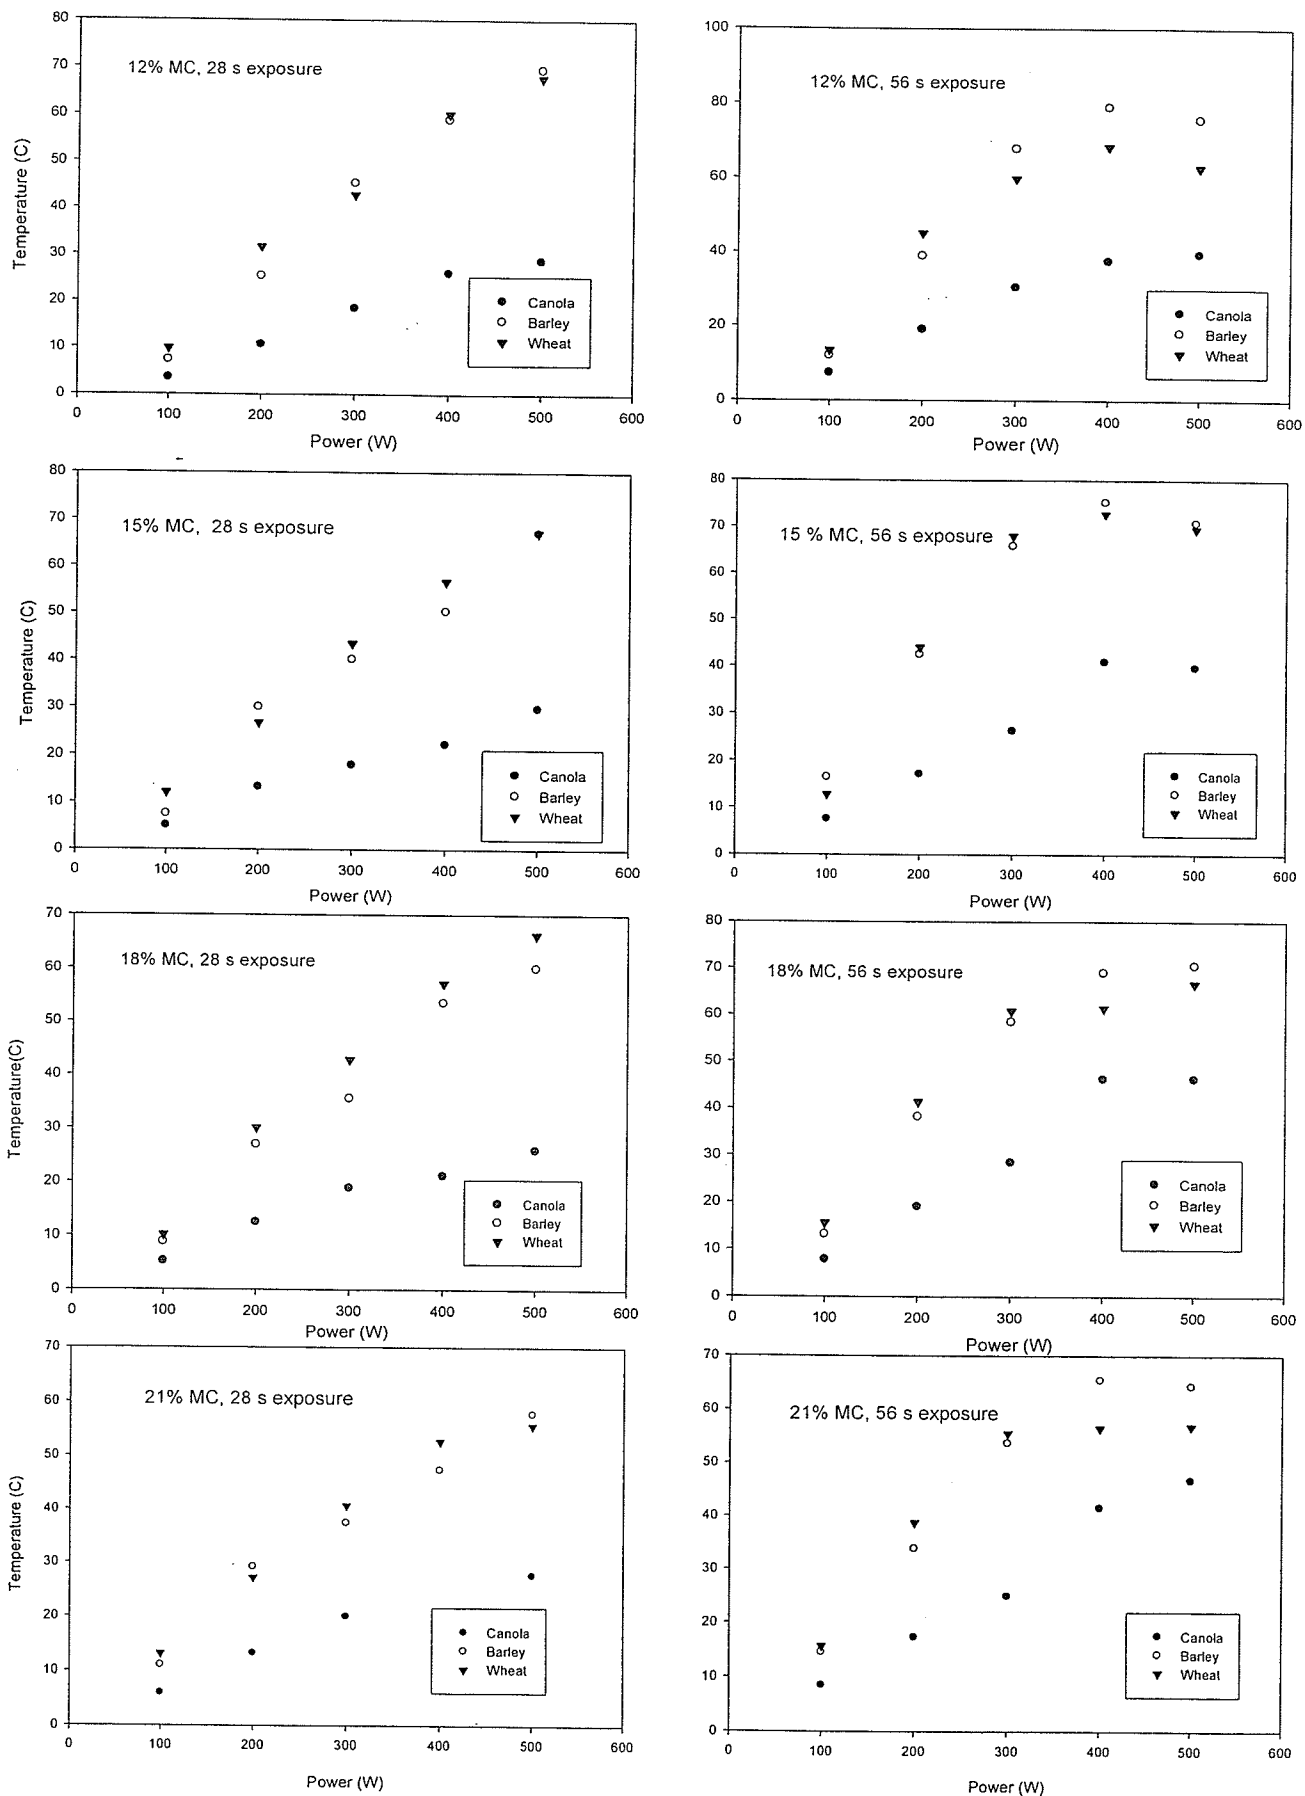 80
70
60
50
40
30
20
10
0
Temperature (C)
12% MC, 28 s exposure
Canola
Barley
Wheat
0 100 200 300 400 500 600
Power (W)
100
80
60
40
20
0
12% MC, 56 s exposure
Canola
Barley
Wheat
0 100 200 300 400 500 600
Power (W)
80
70
60
50
40
30
20
10
0
Temperature (C)
15% MC, 28 s exposure
Canola
Barley
Wheat
0 100 200 300 400 500 600
Power (W)
80
70
60
50
40
30
20
10
0
15 % MC, 56 s exposure
Canola
Barley
Wheat
0 100 200 300 400 500 600
Power (W)
70
60
50
40
30
20
10
0
Temperature(C)
18% MC, 28 s exposure
Canola
Barley
Wheat
0 100 200 300 400 500 600
Power (W)
80
70
60
50
40
30
20
10
0
18% MC, 56 s exposure
Canola
Barley
Wheat
0 100 200 300 400 500 600
Power (W)
70
60
50
40
30
20
10
0
Temperature (C)
21% MC, 28 s exposure
Canola
Barley
Wheat
0 100 200 300 400 500 600
Power (W)
70
60
50
40
30
20
10
0
21% MC, 56 s exposure
Canola
Barley
Wheat
0 100 200 300 400 500 600
Power (W)